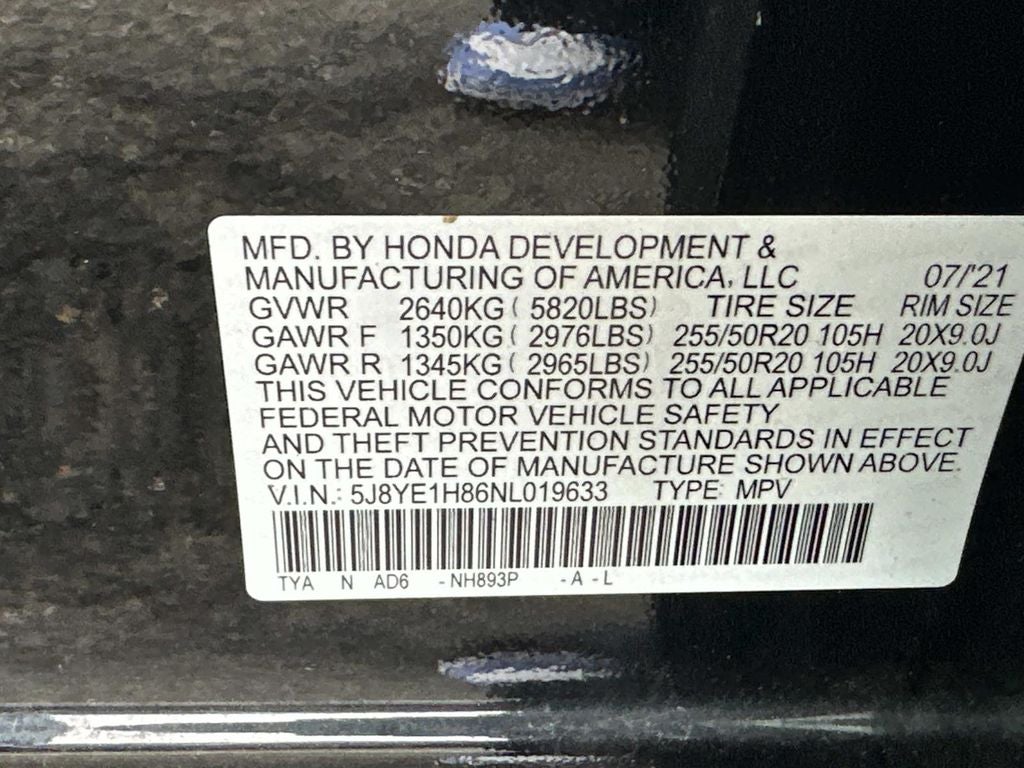 MFD. BY HONDA DEVELOPMENT &
MANUFACTURING OF AMERICA, LLC 07/'21
GVWR 2640KG ( 5820LBS) TIRE SIZE RIM SIZE
GAWR F 1350KG ( 2976LBS) 255/50R20 105H 20X9.0J
GAWR R 1345KG ( 2965LBS) 255/50R20 105H 20X9.0J
THIS VEHICLE CONFORMS TO ALL APPLICABLE
FEDERAL MOTOR VEHICLE SAFETY
AND THEFT PREVENTION STANDARDS IN EFFECT
ON THE DATE OF MANUFACTURE SHOWN ABOVE.
V.I.N.: 5J8YE1H86NL019633 TYPE: MPV
TYA N AD6 -NH893P -A -L